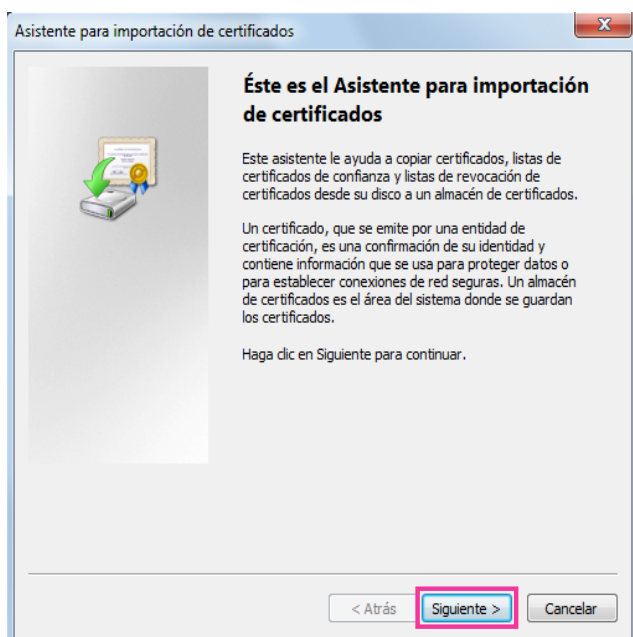 Asistente para importación de certificados
Éste es el Asistente para importación
de certificados
Este asistente le ayuda a copiar certificados, listas de
certificados de confianza y listas de revocación de
certificados desde su disco a un almacén de certificados.
Un certificado, que se emite por una entidad de
certificación, es una confirmación de su identidad y
contiene información que se usa para proteger datos o
para establecer conexiones de red seguras. Un almacén
de certificados es el área del sistema donde se guardan
los certificados.
Haga clic en Siguiente para continuar.
< Atrás Siguiente > Cancelar